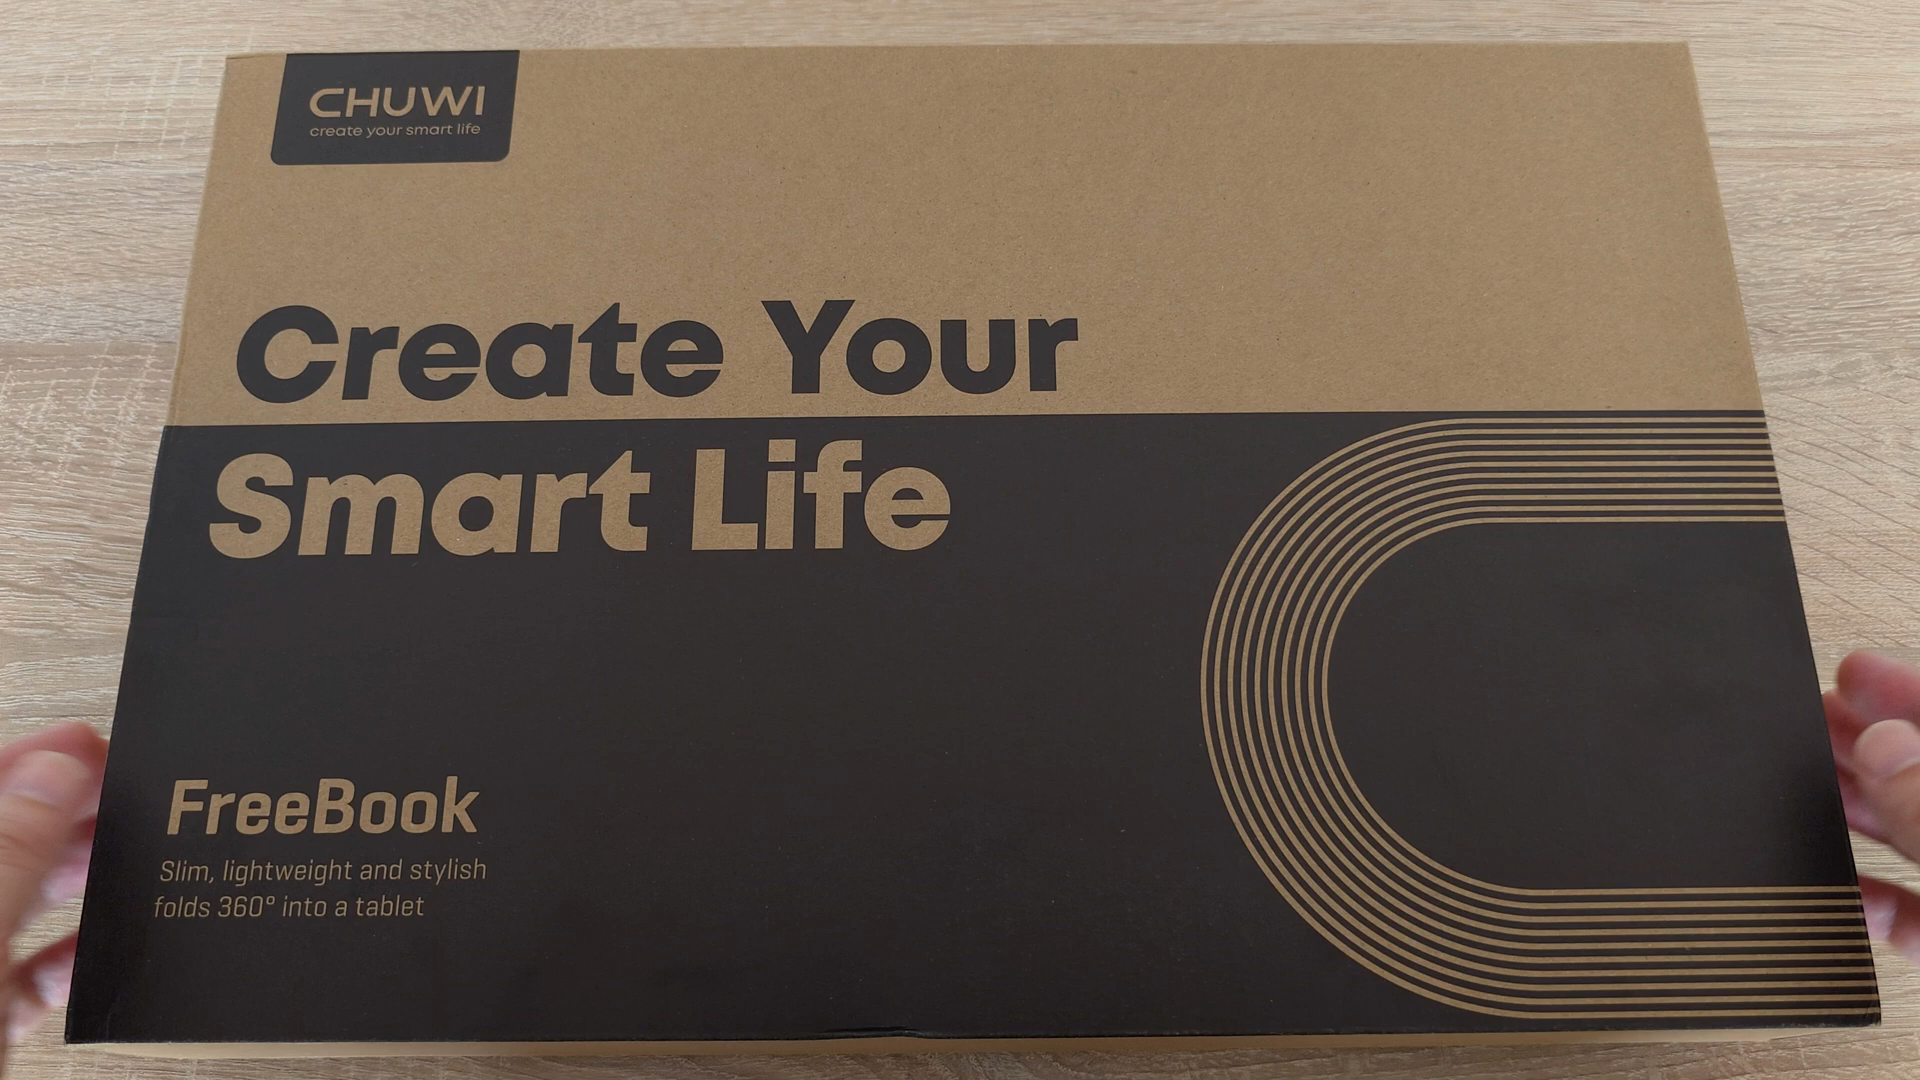 CHUWI
create your smart life
Create Your
Smart Life
FreeBook
Slim, lightweight and stylish
folds 360° into a tablet